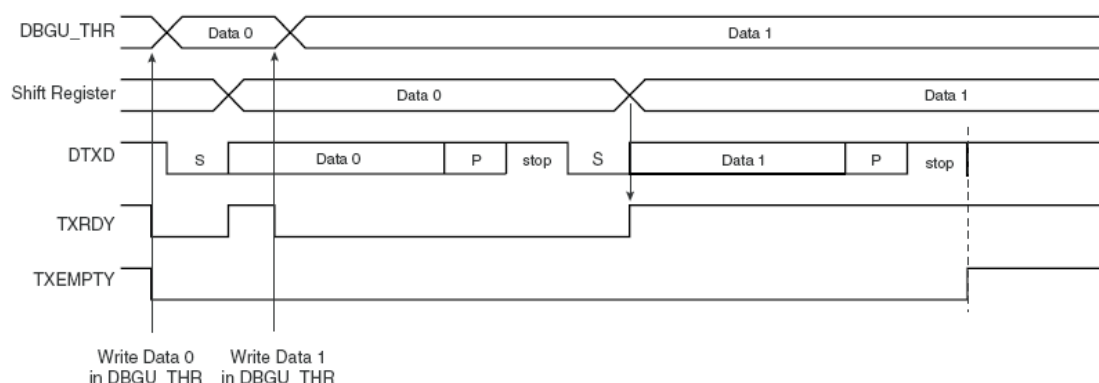 DBGU_THR Data 0 Data 1
Shift Register Data 0 Data 1
DTXD S Data 0 P stop S Data 1 P stop
TXRDY
TXEMPTY
Write Data 0 Write Data 1
in DBGU_THR in DBGU_THR